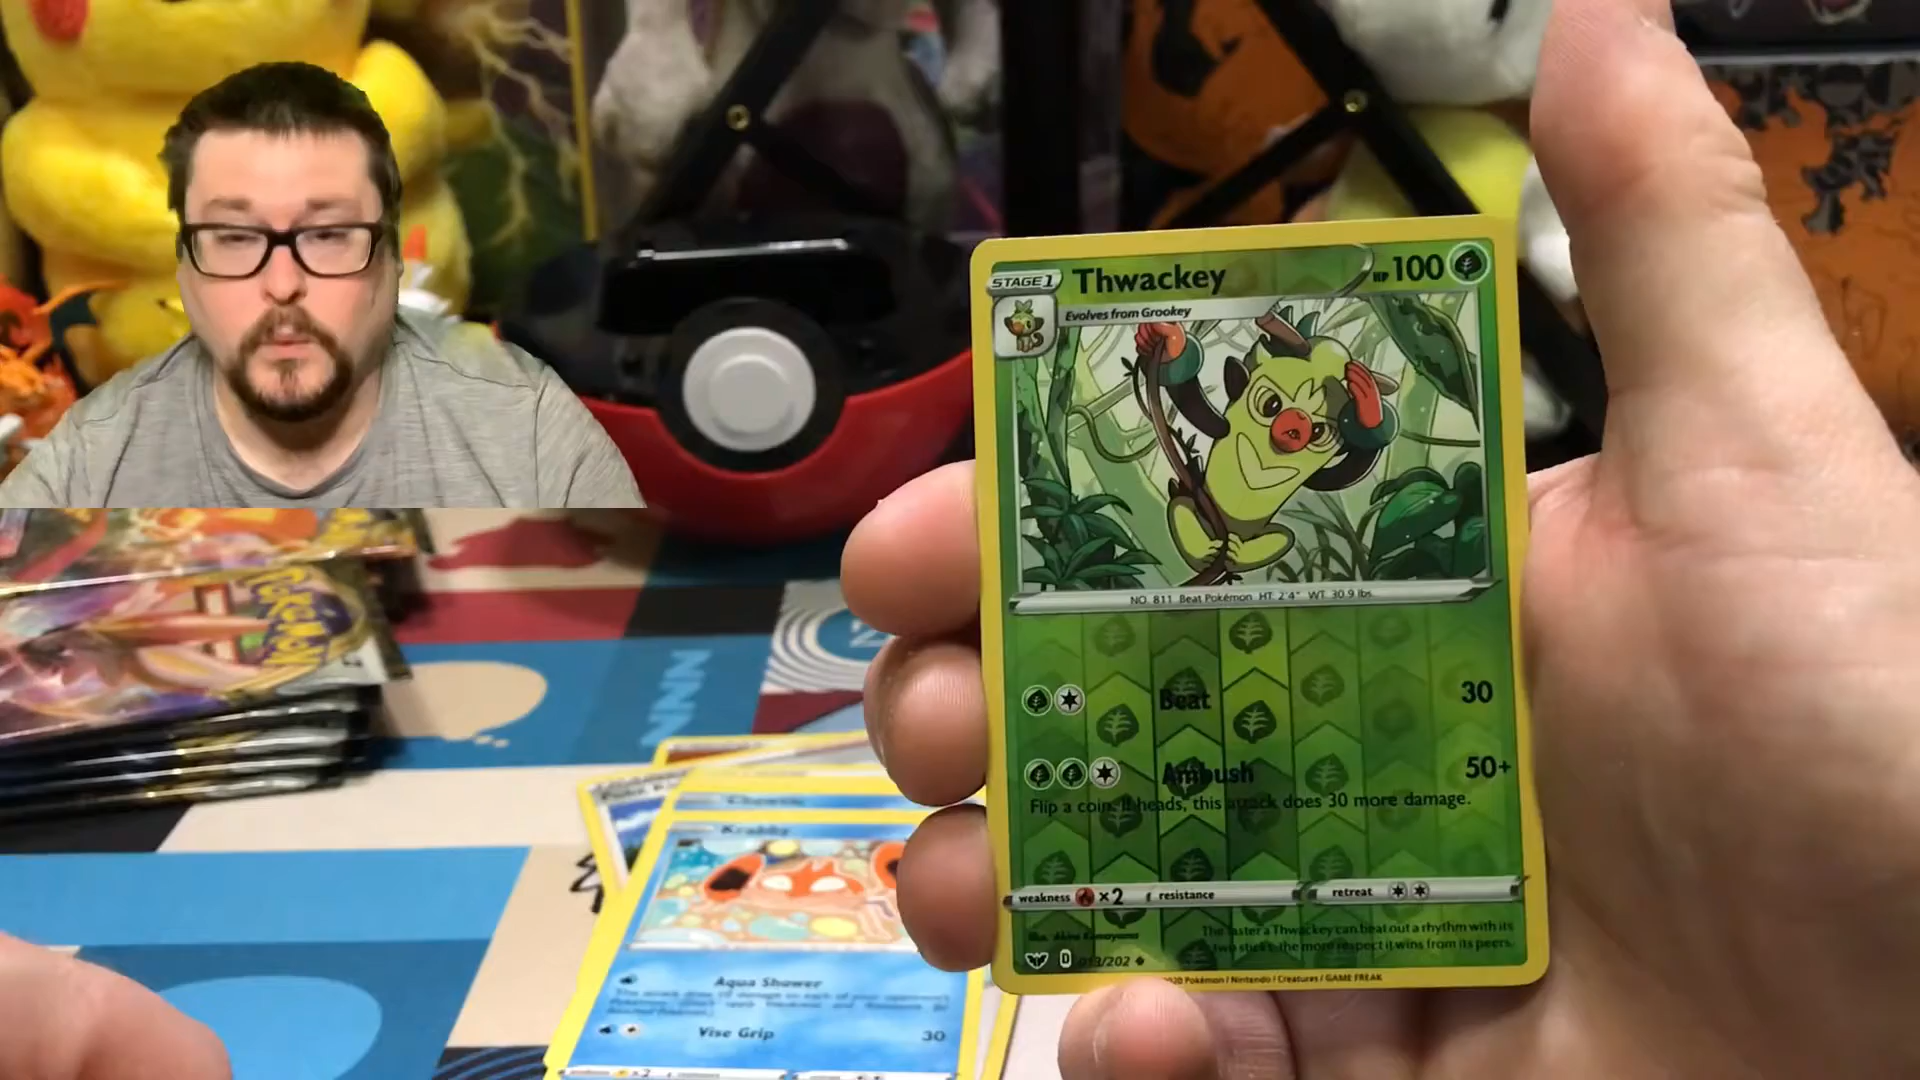 STAGE 1
Thwackey
HP 100
Evolves from Grookey
NO. 811 Beat Pokémon HT: 2'4" WT: 30.9 lbs.
Beat 30
Ambush 50+
Flip a coin. If heads, this attack does 30 more damage.
weakness ×2 resistance retreat
The faster a Thwackey can beat out a rhythm with its
two sticks, the more respect it wins from its peers.
D 013/202
2020 Pokémon / Nintendo / Creatures / GAME FREAK
POKéMON
Chewtle
Krabby
Aqua Shower
Vise Grip 30
×2